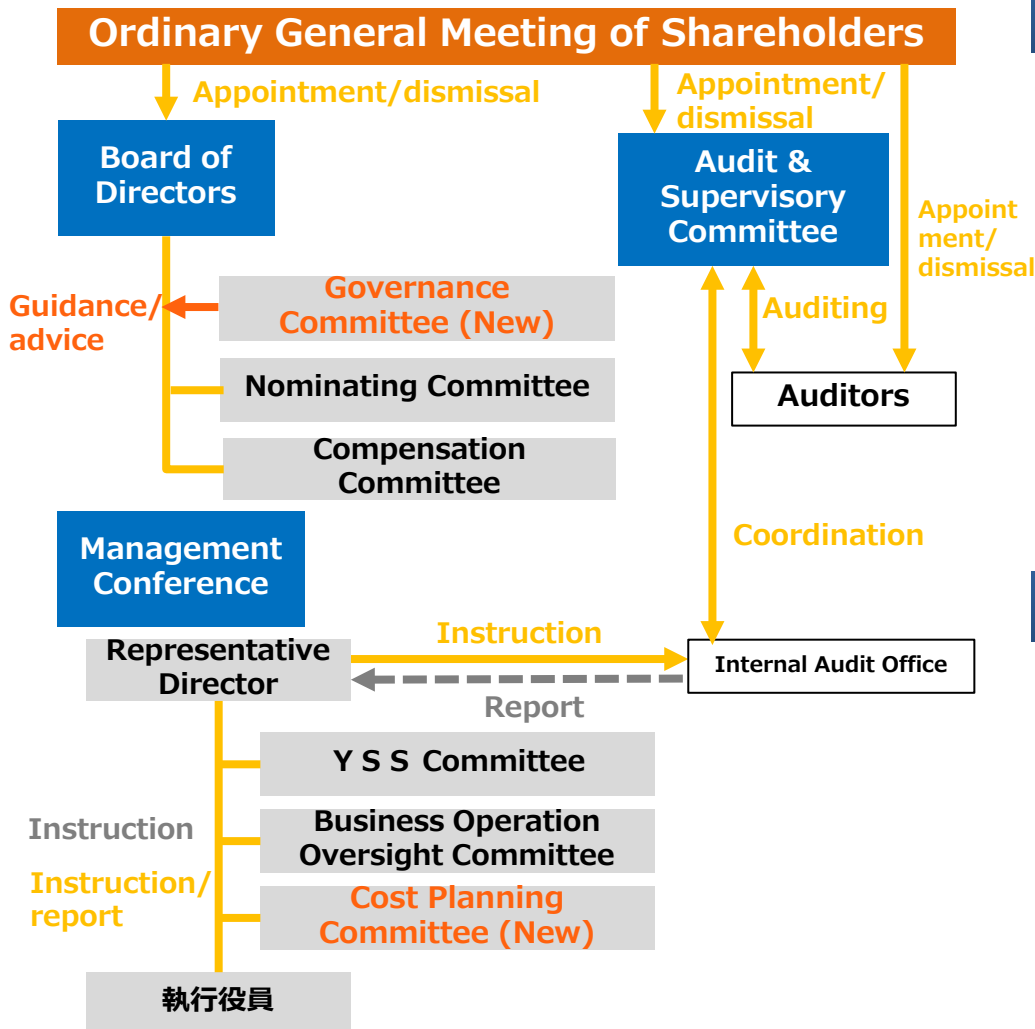 Ordinary General Meeting of Shareholders
Appointment/dismissal
Appointment/
dismissal
Board of
Directors
Audit &
Supervisory
Committee
Appoint
ment/
dismissal
Guidance/
advice
Governance
Committee (New)
Auditing
Nominating Committee
Auditors
Compensation
Committee
Coordination
Management
Conference
Representative
Director
Instruction
Internal Audit Office
Report
Y S S Committee
Instruction
Business Operation
Oversight Committee
Instruction/
report
Cost Planning
Committee (New)
執行役員